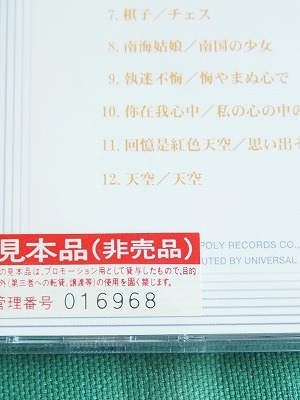 7. 棋子／チェス
8. 南海姑娘／南国の少女
9. 執迷不悔／悔やまぬ心で
10. 你在我心中／私の心の中の
11. 回憶是紅色天空／思い出そ
12. 天空／天空
POLY RECORDS CO.,
UTED BY UNIVERSAL
見本品(非売品)
の見本品は、プロモーション用として貸与したもので、目的
外(第三者への転貸、譲渡等)の使用を固く禁じます。
管理番号 016968